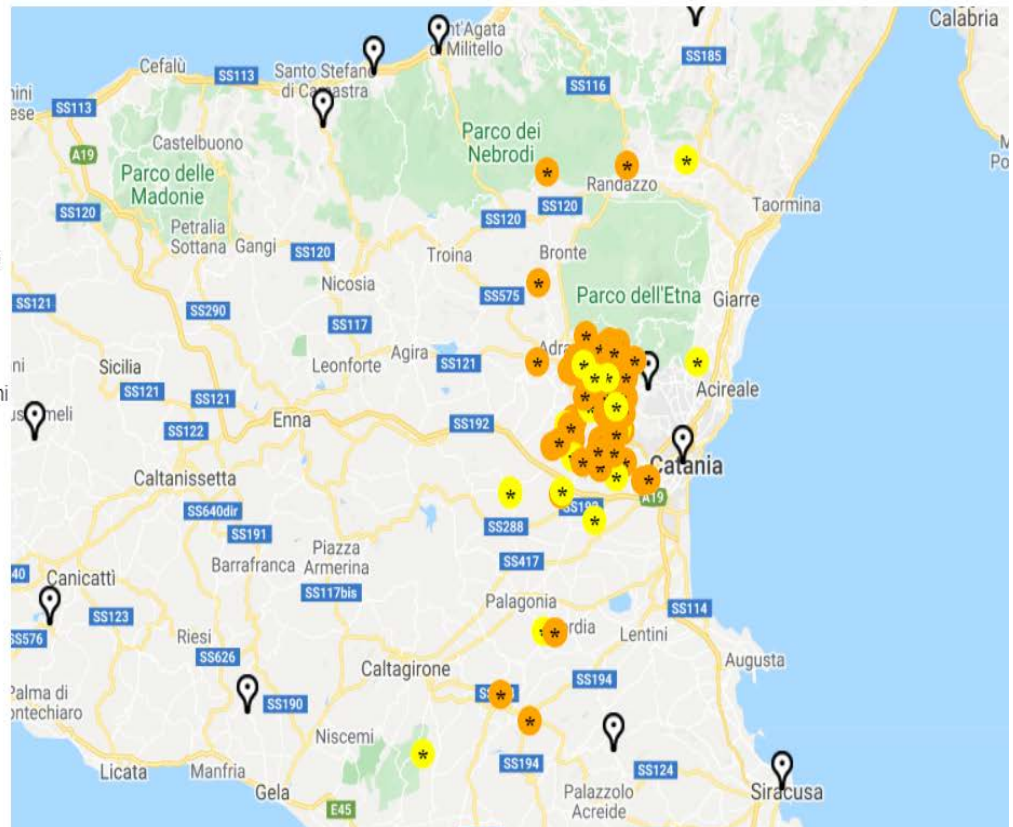 Calabria
Sant'Agata
di Militello
SS185
Cefalù
SS113
Santo Stefano
di Camastra
SS116
SS113
Castelbuono
Parco dei
Nebrodi
A19
Parco delle
Madonie
Randazzo
SS120
SS120
SS120
Taormina
Petralia
Sottana
Gangi
SS120
Troina
Bronte
Nicosia
SS575
Parco dell'Etna
Giarre
SS121
SS290
SS117
Sicilia
Leonforte
Agira
SS121
Acireale
SS121
SS121
Enna
SS192
SS122
Catania
Caltanissetta
A19
SS640dir
SS288
SS191
Piazza
Armerina
Barrafranca
SS417
Canicattì
SS117bis
Palagonia
SS114
SS123
SS576
Riesi
Lentini
SS626
Caltagirone
Augusta
SS194
Palma di
SS190
Niscemi
SS194
SS124
Licata
Manfria
Gela
E45
Palazzolo
Acreide
Siracusa